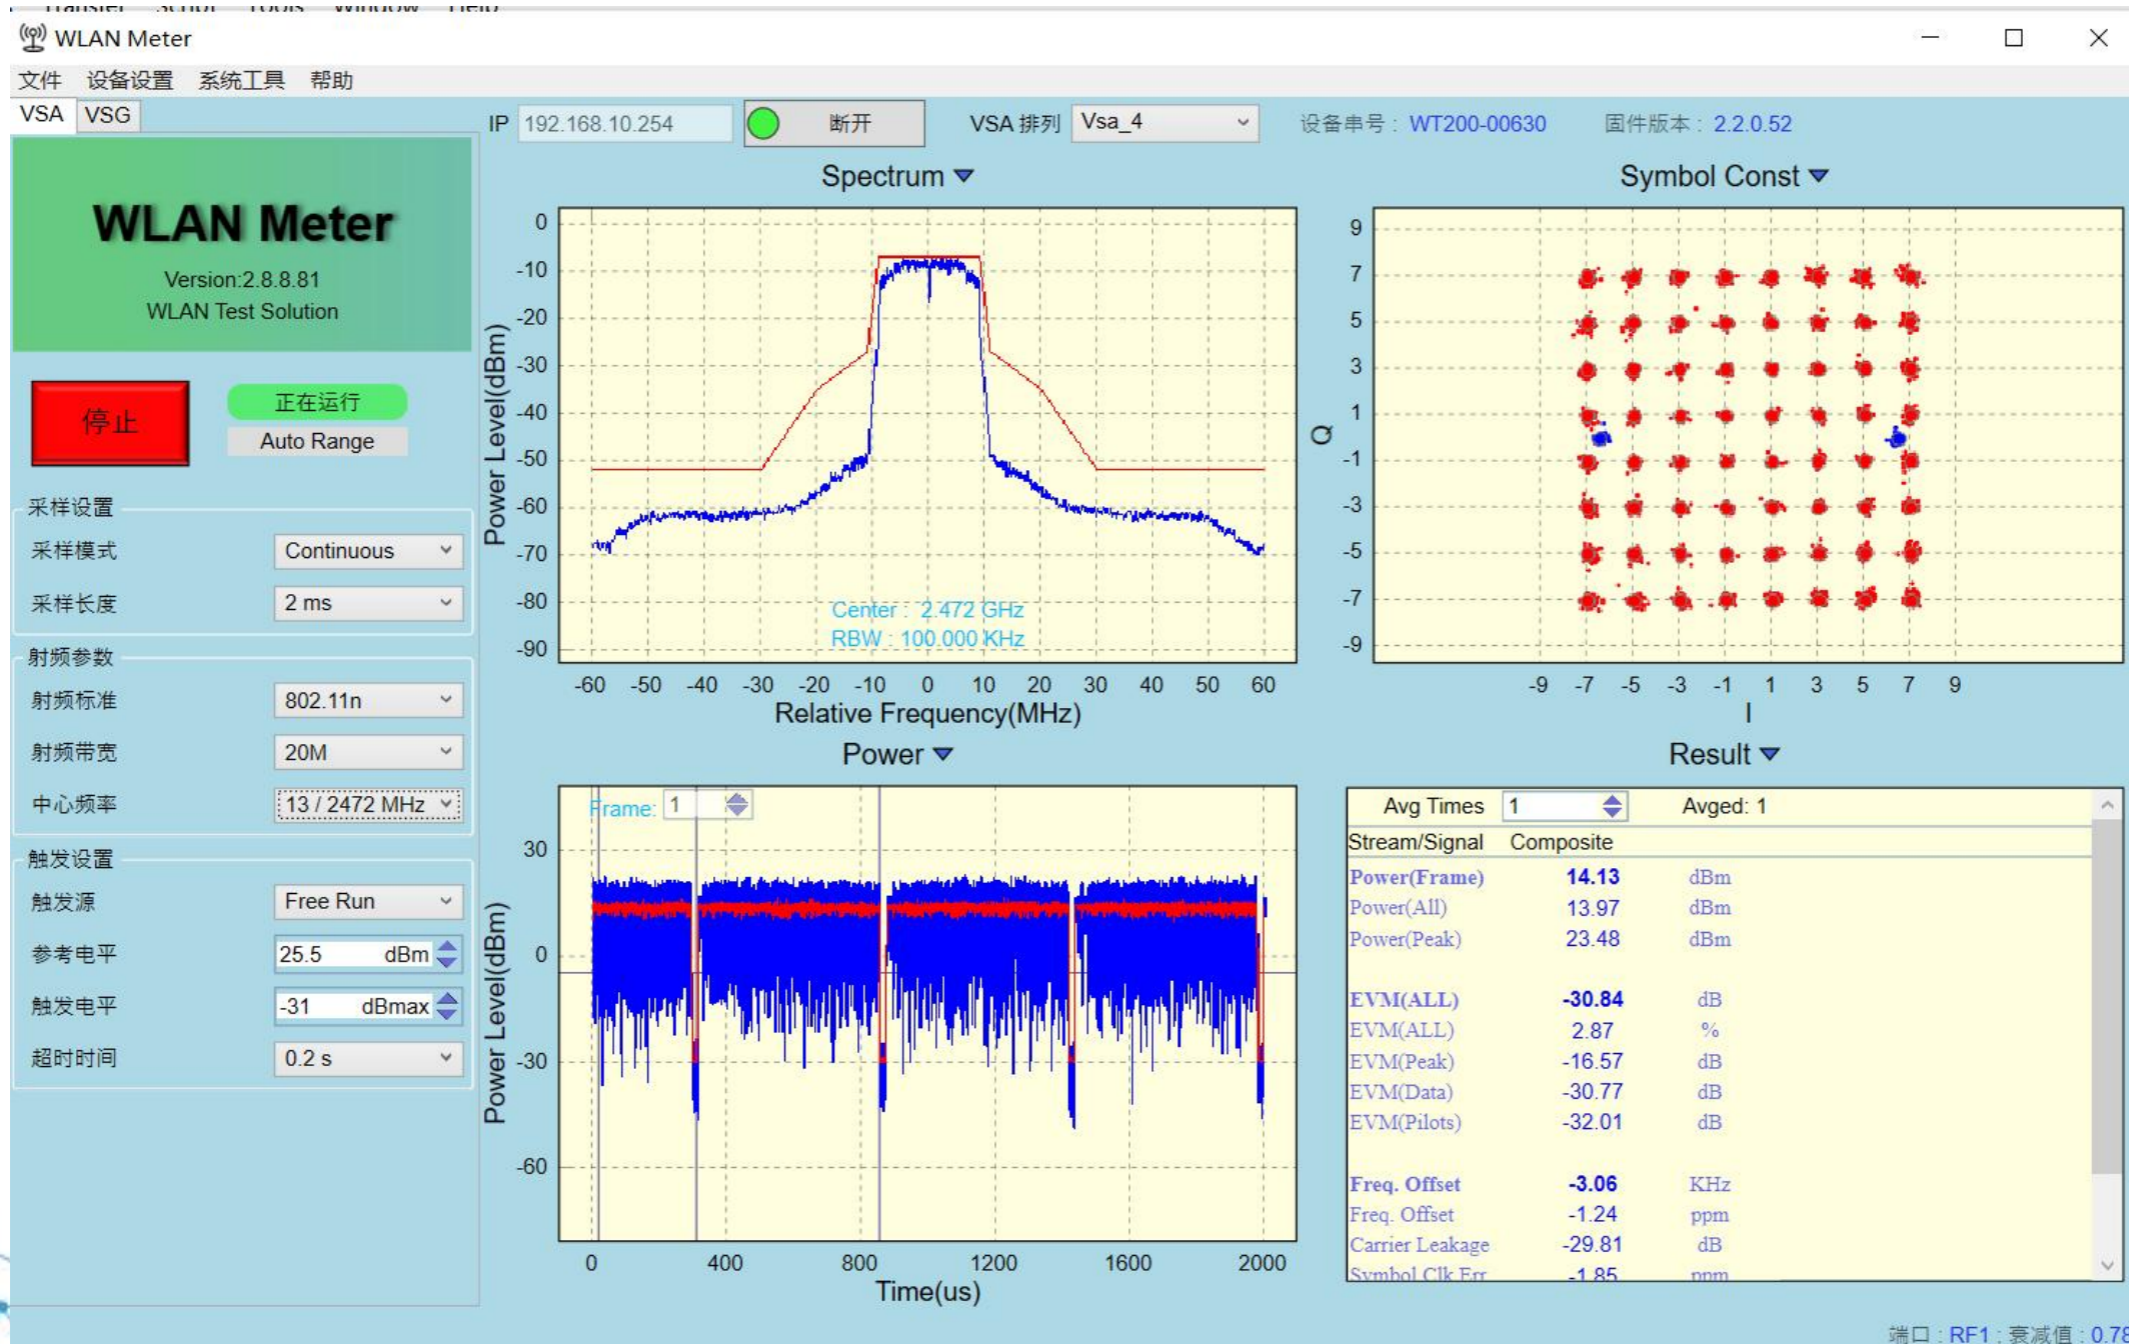 Transfer Script Tools Window Help
WLAN Meter
文件 设备设置 系统工具 帮助
VSA VSG
IP 192.168.10.254 断开 VSA 排列 Vsa_4 设备串号 : WT200-00630 固件版本 : 2.2.0.52
WLAN Meter
Version:2.8.8.81
WLAN Test Solution
停止
正在运行
Auto Range
采样设置
采样模式 Continuous
采样长度 2 ms
射频参数
射频标准 802.11n
射频带宽 20M
中心频率 13 / 2472 MHz
触发设置
触发源 Free Run
参考电平 25.5 dBm
触发电平 -31 dBmax
超时时间 0.2 s
Spectrum
Power Level(dBm)
0
-10
-20
-30
-40
-50
-60
-70
-80
-90
Center : 2.472 GHz
RBW : 100.000 KHz
-60 -50 -40 -30 -20 -10 0 10 20 30 40 50 60
Relative Frequency(MHz)
Symbol Const
Q
9
7
5
3
1
-1
-3
-5
-7
-9
-9 -7 -5 -3 -1 1 3 5 7 9
I
Power
Frame: 1
Power Level(dBm)
30
0
-30
-60
0 400 800 1200 1600 2000
Time(us)
Result
Avg Times 1 Avged: 1
Stream/Signal Composite
Power(Frame) 14.13 dBm
Power(All) 13.97 dBm
Power(Peak) 23.48 dBm
EVM(ALL) -30.84 dB
EVM(ALL) 2.87 %
EVM(Peak) -16.57 dB
EVM(Data) -30.77 dB
EVM(Pilots) -32.01 dB
Freq. Offset -3.06 KHz
Freq. Offset -1.24 ppm
Carrier Leakage -29.81 dB
Symbol Clk Err -1.85 ppm
端口 : RF1 : 衰减值 : 0.78